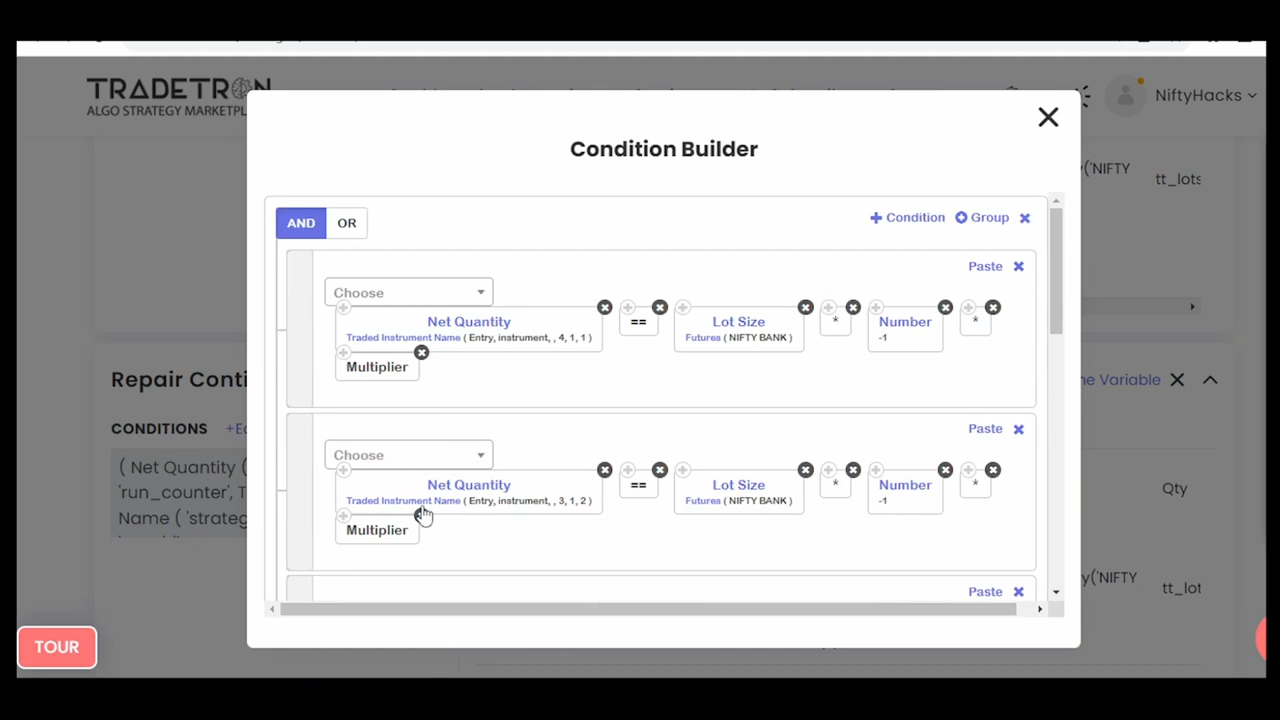 TRADETRON
ALGO STRATEGY MARKETPL
NiftyHacks
Condition Builder
y('NIFTY
tt_lots
AND OR
+ Condition Group
Paste
Choose
Net Quantity == Lot Size * Number *
Traded Instrument Name ( Entry, instrument, , 4, 1, 1 ) Futures ( NIFTY BANK ) -1
Multiplier
Repair Conti
ne Variable
Paste
CONDITIONS +Ed
Choose
( Net Quantity (
'run_counter', T
Name ( 'strateg
Net Quantity == Lot Size * Number *
Traded Instrument Name ( Entry, instrument, , 3, 1, 2 ) Futures ( NIFTY BANK ) -1
Qty
Multiplier
y('NIFTY
tt_lot
Paste
TOUR